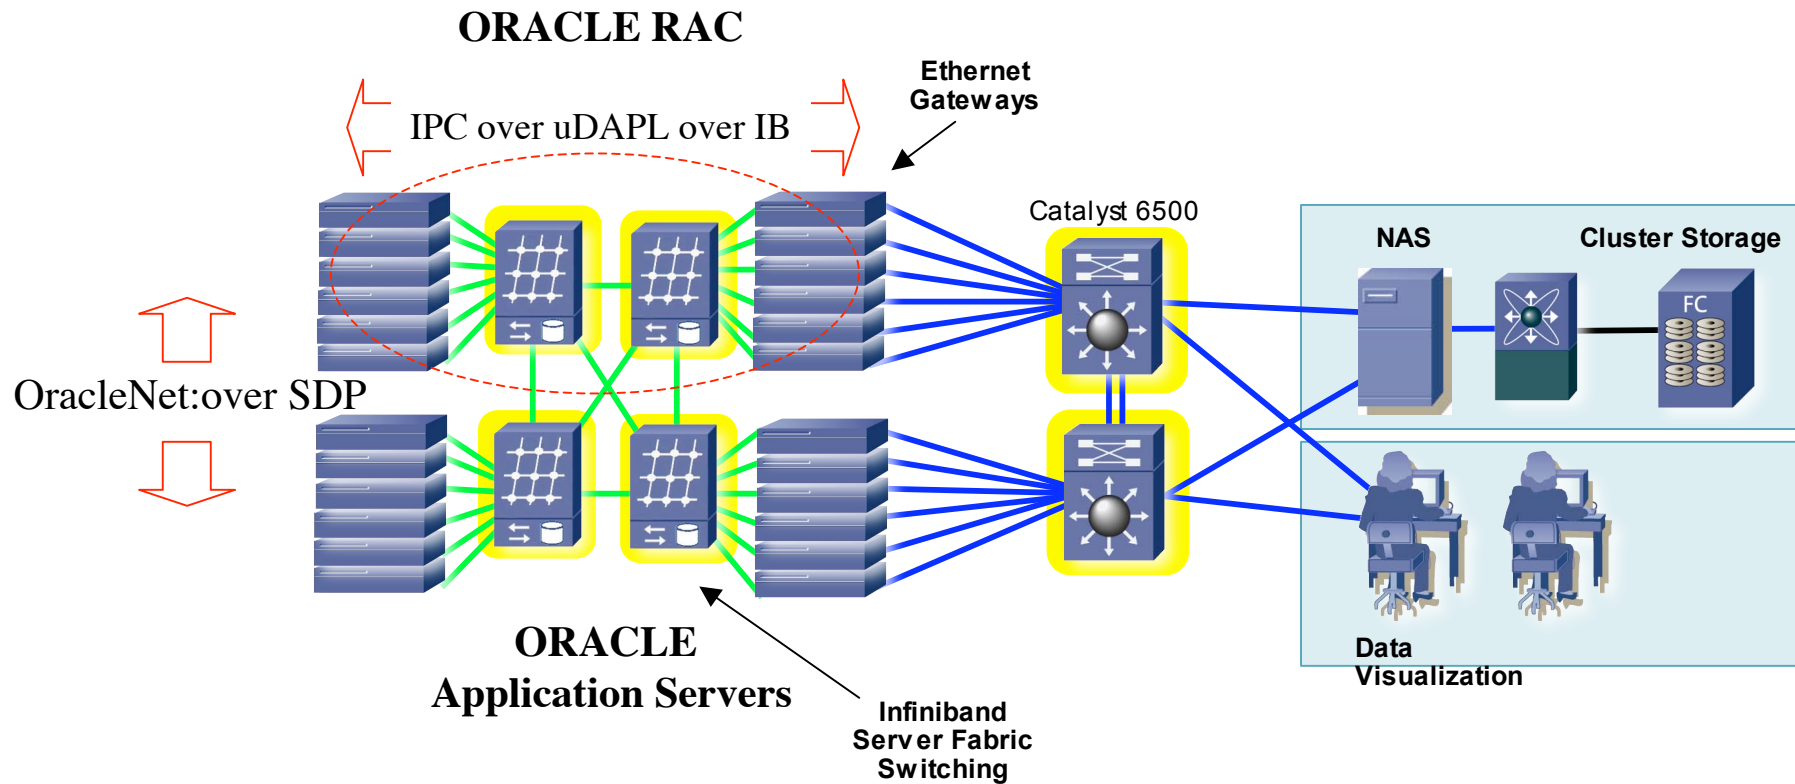 ORACLE RAC
Ethernet
Gateways
IPC over uDAPL over IB
Catalyst 6500
NAS
Cluster Storage
FC
OracleNet:over SDP
ORACLE
Application Servers
Data
Visualization
Infiniband
Server Fabric
Switching